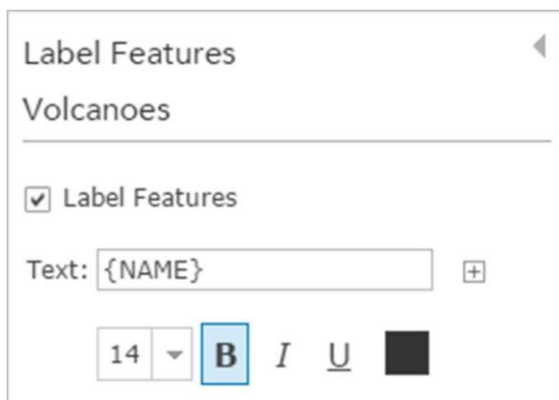 Label Features
Volcanoes
Label Features
Text: {NAME}
14 B I U